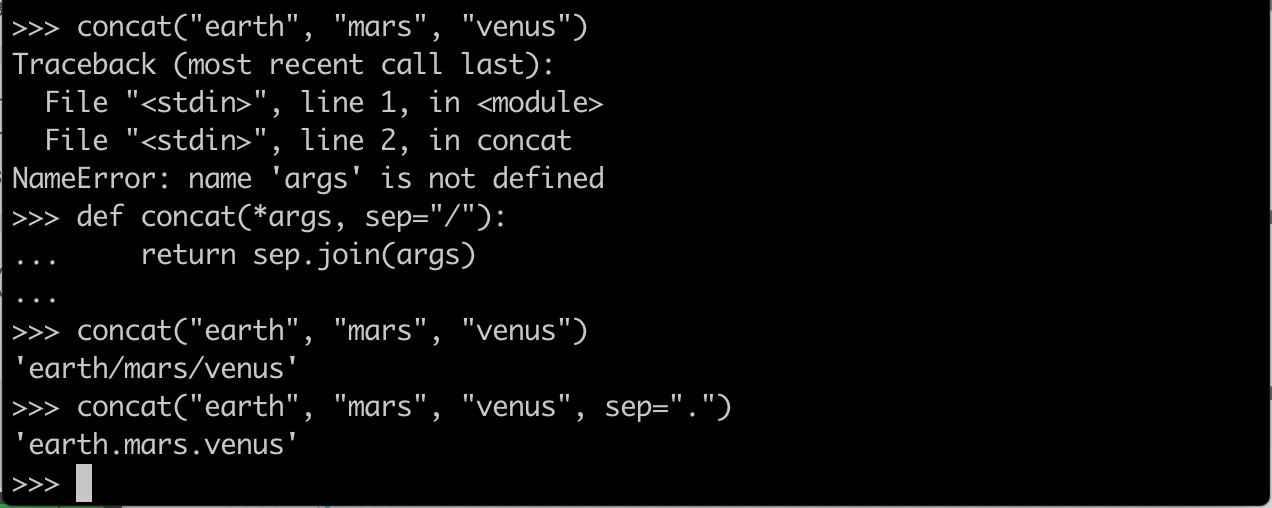 >>> concat("earth", "mars", "venus")
Traceback (most recent call last):
  File "<stdin>", line 1, in <module>
  File "<stdin>", line 2, in concat
NameError: name 'args' is not defined
>>> def concat(*args, sep="/"):
...     return sep.join(args)
...
>>> concat("earth", "mars", "venus")
'earth/mars/venus'
>>> concat("earth", "mars", "venus", sep=".")
'earth.mars.venus'
>>>